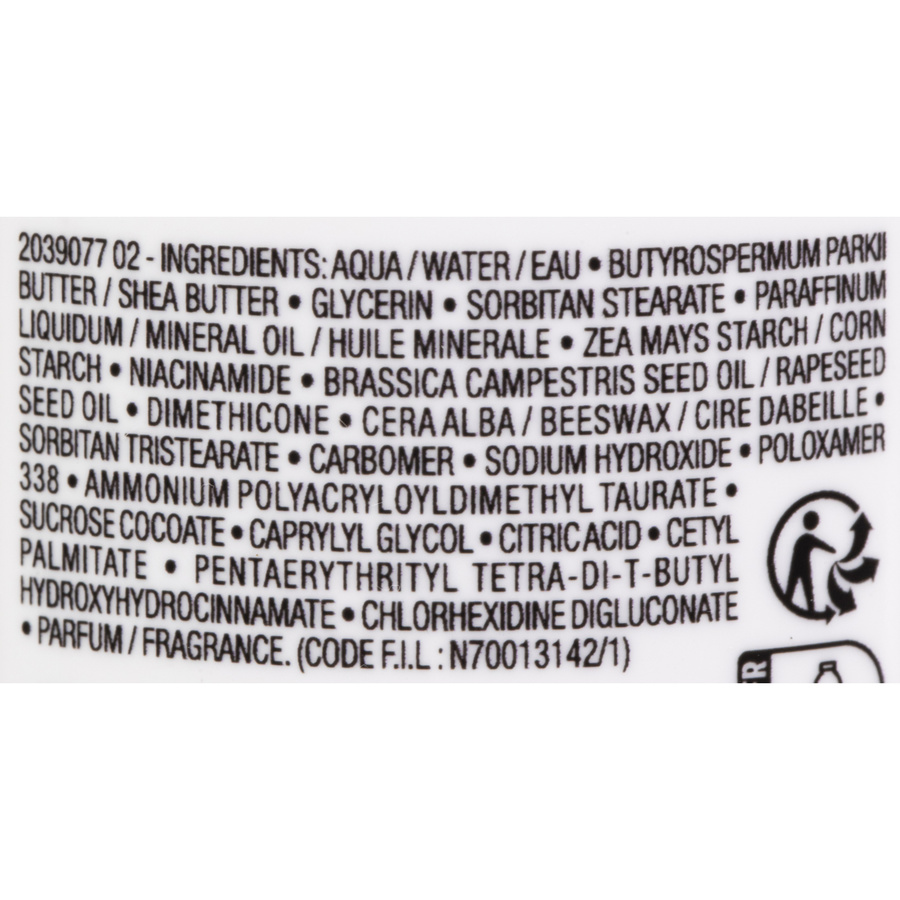 2039077 02 - INGREDIENTS: AQUA / WATER / EAU • BUTYROSPERMUM PARKII
BUTTER / SHEA BUTTER • GLYCERIN • SORBITAN STEARATE • PARAFFINUM
LIQUIDUM / MINERAL OIL / HUILE MINERALE • ZEA MAYS STARCH / CORN
STARCH • NIACINAMIDE • BRASSICA CAMPESTRIS SEED OIL / RAPESEED
SEED OIL • DIMETHICONE • CERA ALBA / BEESWAX / CIRE DABEILLE •
SORBITAN TRISTEARATE • CARBOMER • SODIUM HYDROXIDE • POLOXAMER
338 • AMMONIUM POLYACRYLOYLDIMETHYL TAURATE •
SUCROSE COCOATE • CAPRYLYL GLYCOL • CITRIC ACID • CETYL
PALMITATE • PENTAERYTHRITYL TETRA-DI-T-BUTYL
HYDROXYHYDROCINNAMATE • CHLORHEXIDINE DIGLUCONATE
• PARFUM / FRAGRANCE. (CODE F.I.L : N70013142/1)